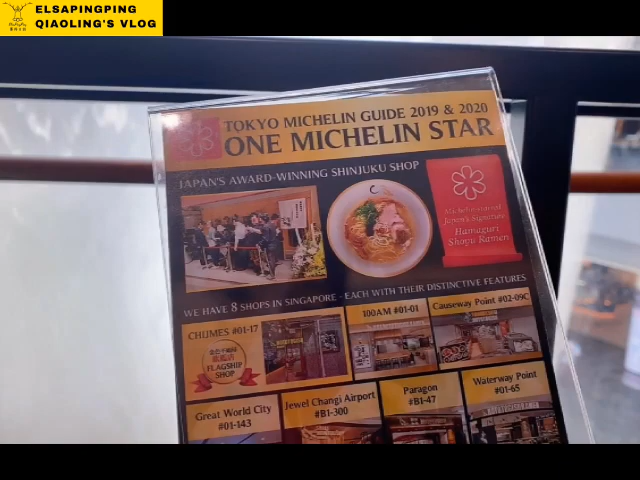 ELSAPINGPING
QIAOLING'S VLOG
TOKYO MICHELIN GUIDE 2019 & 2020
ONE MICHELIN STAR
JAPAN'S AWARD-WINNING SHINJUKU SHOP
Michelin-starred
Japan's Signature
Hamaguri
Shoyu Ramen
WE HAVE 8 SHOPS IN SINGAPORE - EACH WITH THEIR DISTINCTIVE FEATURES
CHIJMES #01-17
FLAGSHIP
SHOP
100AM #01-01
Causeway Point #02-09C
Great World City
#01-143
Jewel Changi Airport
#B1-300
Paragon
#B1-47
Waterway Point
#01-65